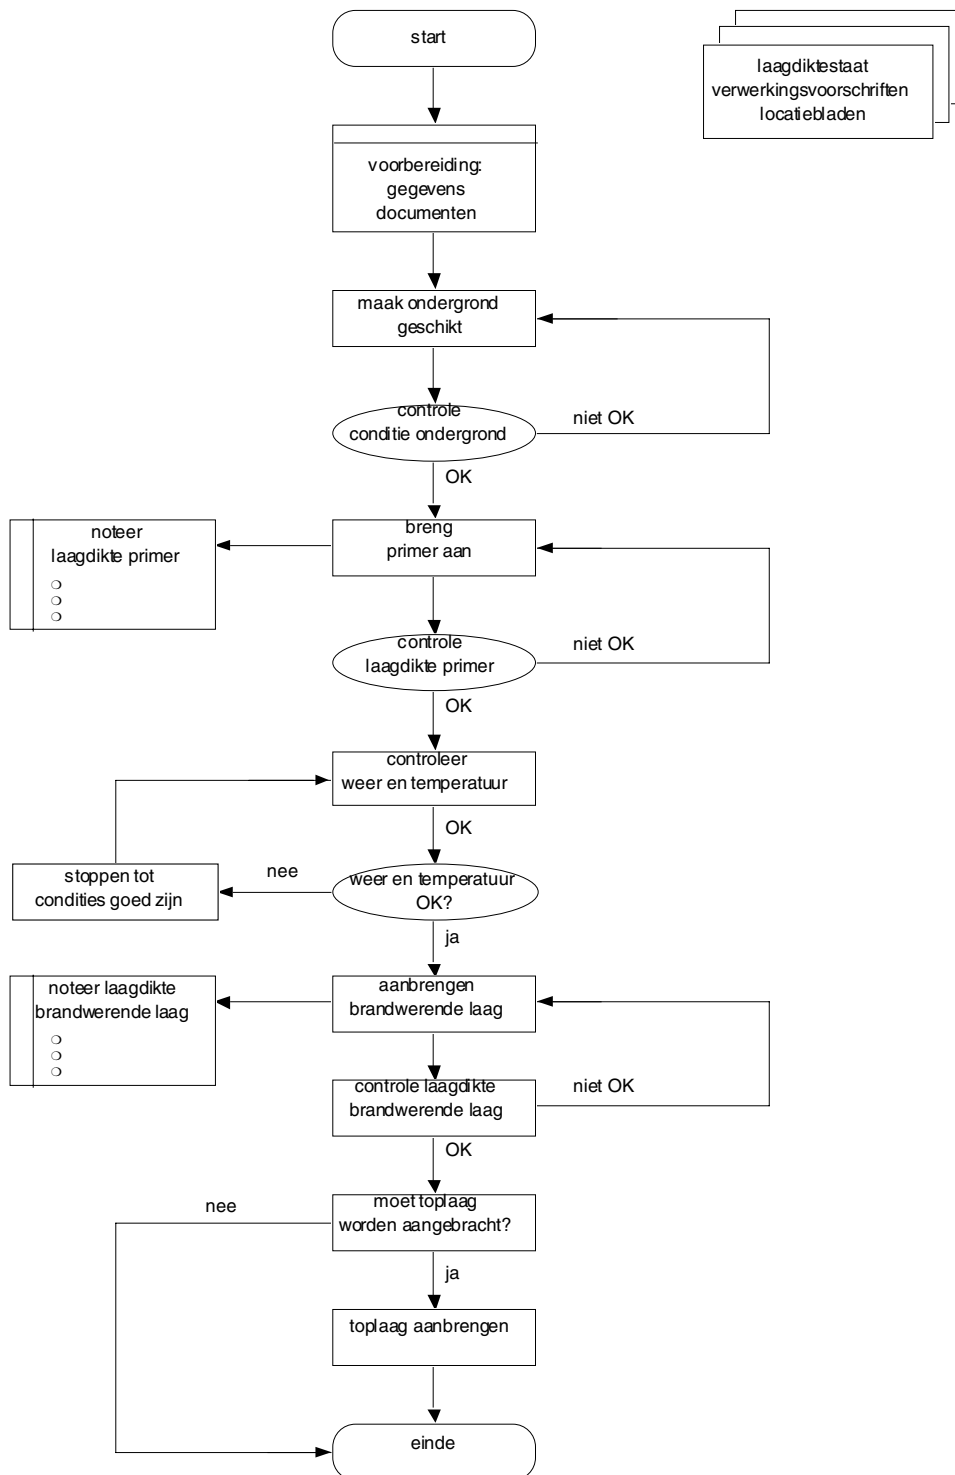 start
laagdiktestaat
verwerkingsvoorschriften
locatiebladen
voorbereiding:
gegevens
documenten
maak ondergrond
geschikt
controle
conditie ondergrond
niet OK
OK
noteer
laagdikte primer
breng
primer aan
controle
laagdikte primer
niet OK
OK
controleer
weer en temperatuur
OK
stoppen tot
condities goed zijn
nee
weer en temperatuur
OK?
ja
noteer laagdikte
brandwerende laag
aanbrengen
brandwerende laag
controle laagdikte
brandwerende laag
niet OK
OK
nee
moet toplaag
worden aangebracht?
ja
toplaag aanbrengen
einde